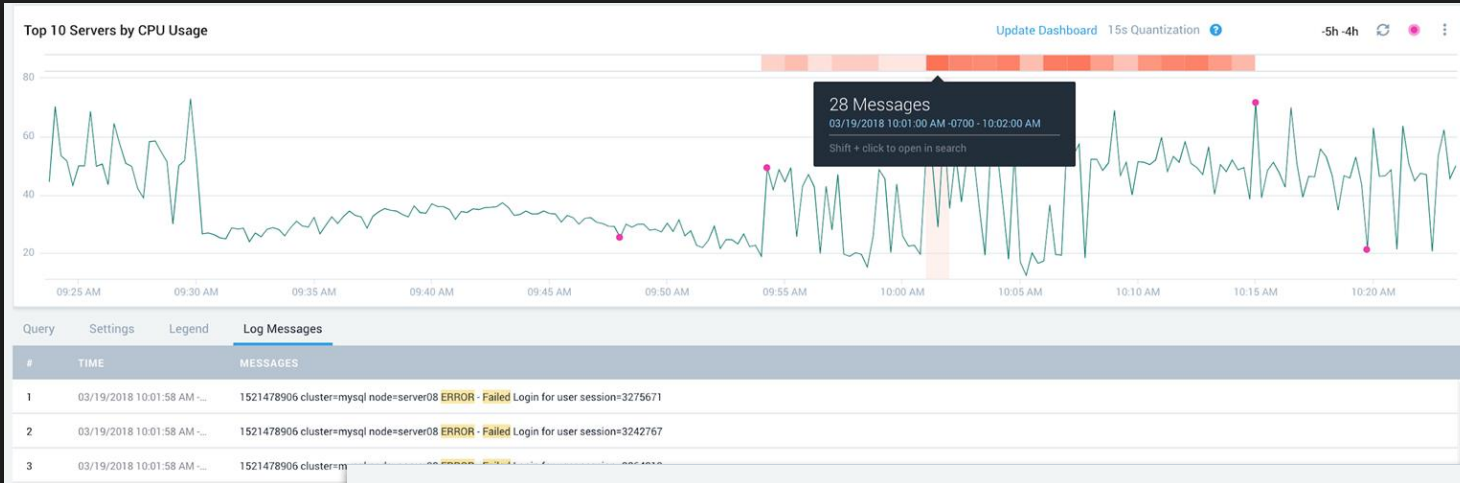 Top 10 Servers by CPU Usage
Update Dashboard 15s Quantization ? -5h -4h
80
28 Messages
03/19/2018 10:01:00 AM -0700 - 10:02:00 AM
Shift + click to open in search
60
40
20
09:25 AM 09:30 AM 09:35 AM 09:40 AM 09:45 AM 09:50 AM 09:55 AM 10:00 AM 10:05 AM 10:10 AM 10:15 AM 10:20 AM
Query Settings Legend Log Messages
# TIME MESSAGES
1 03/19/2018 10:01:58 AM -... 1521478906 cluster=mysql node=server08 ERROR - Failed Login for user session=3275671
2 03/19/2018 10:01:58 AM -... 1521478906 cluster=mysql node=server08 ERROR - Failed Login for user session=3242767
3 03/19/2018 10:01:58 AM -... 1521478906 cluster=m